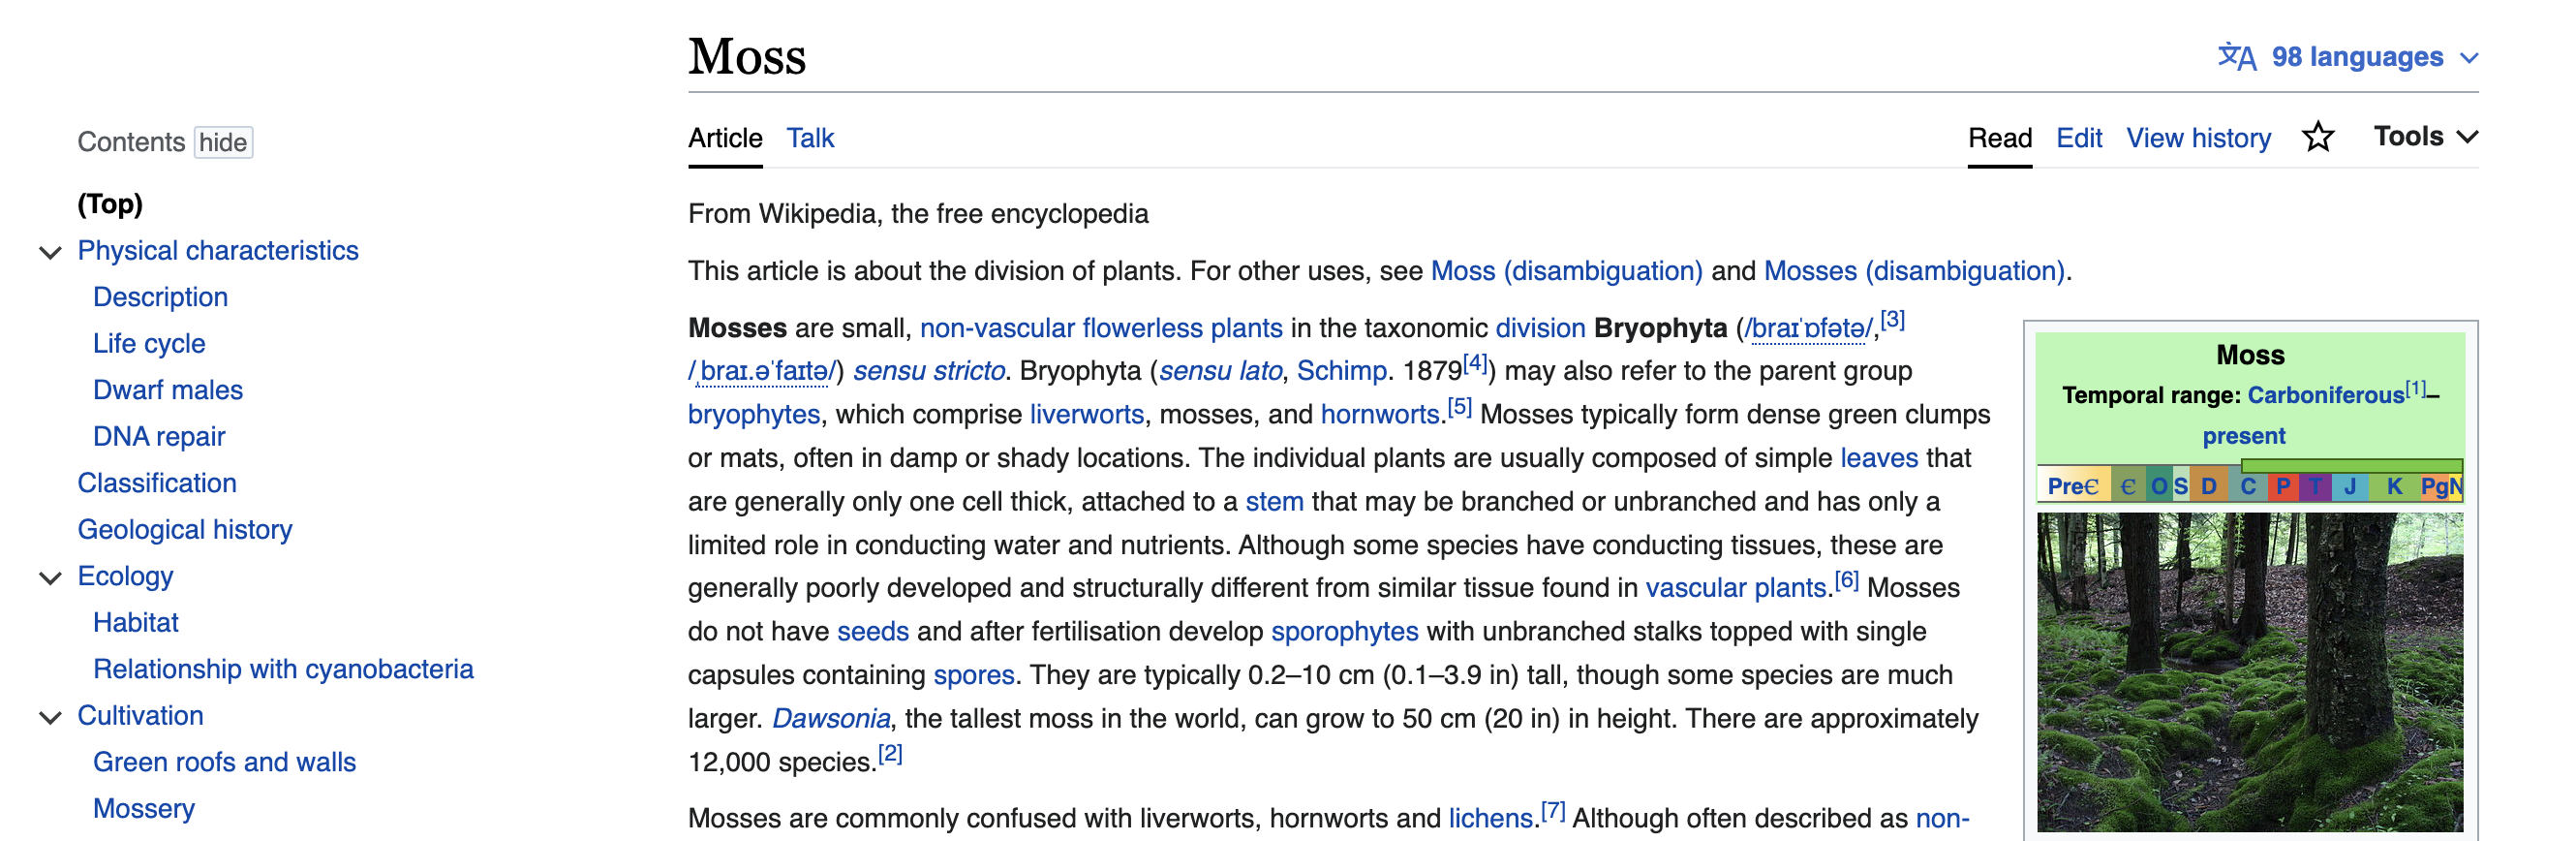 Moss
98 languages
Contents hide
(Top)
Physical characteristics
Description
Life cycle
Dwarf males
DNA repair
Classification
Geological history
Ecology
Habitat
Relationship with cyanobacteria
Cultivation
Green roofs and walls
Mossery
Article Talk
Read Edit View history Tools
From Wikipedia, the free encyclopedia
This article is about the division of plants. For other uses, see Moss (disambiguation) and Mosses (disambiguation).
Mosses are small, non-vascular flowerless plants in the taxonomic division Bryophyta (/braɪˈɒfətə/,[3]
/ˌbraɪ.əˈfaɪtə/) sensu stricto. Bryophyta (sensu lato, Schimp. 1879[4]) may also refer to the parent group
bryophytes, which comprise liverworts, mosses, and hornworts.[5] Mosses typically form dense green clumps
or mats, often in damp or shady locations. The individual plants are usually composed of simple leaves that
are generally only one cell thick, attached to a stem that may be branched or unbranched and has only a
limited role in conducting water and nutrients. Although some species have conducting tissues, these are
generally poorly developed and structurally different from similar tissue found in vascular plants.[6] Mosses
do not have seeds and after fertilisation develop sporophytes with unbranched stalks topped with single
capsules containing spores. They are typically 0.2–10 cm (0.1–3.9 in) tall, though some species are much
larger. Dawsonia, the tallest moss in the world, can grow to 50 cm (20 in) in height. There are approximately
12,000 species.[2]
Mosses are commonly confused with liverworts, hornworts and lichens.[7] Although often described as non-
Moss
Temporal range: Carboniferous[1]–
present
PreꞒ Ꞓ O S D C P T J K Pg N